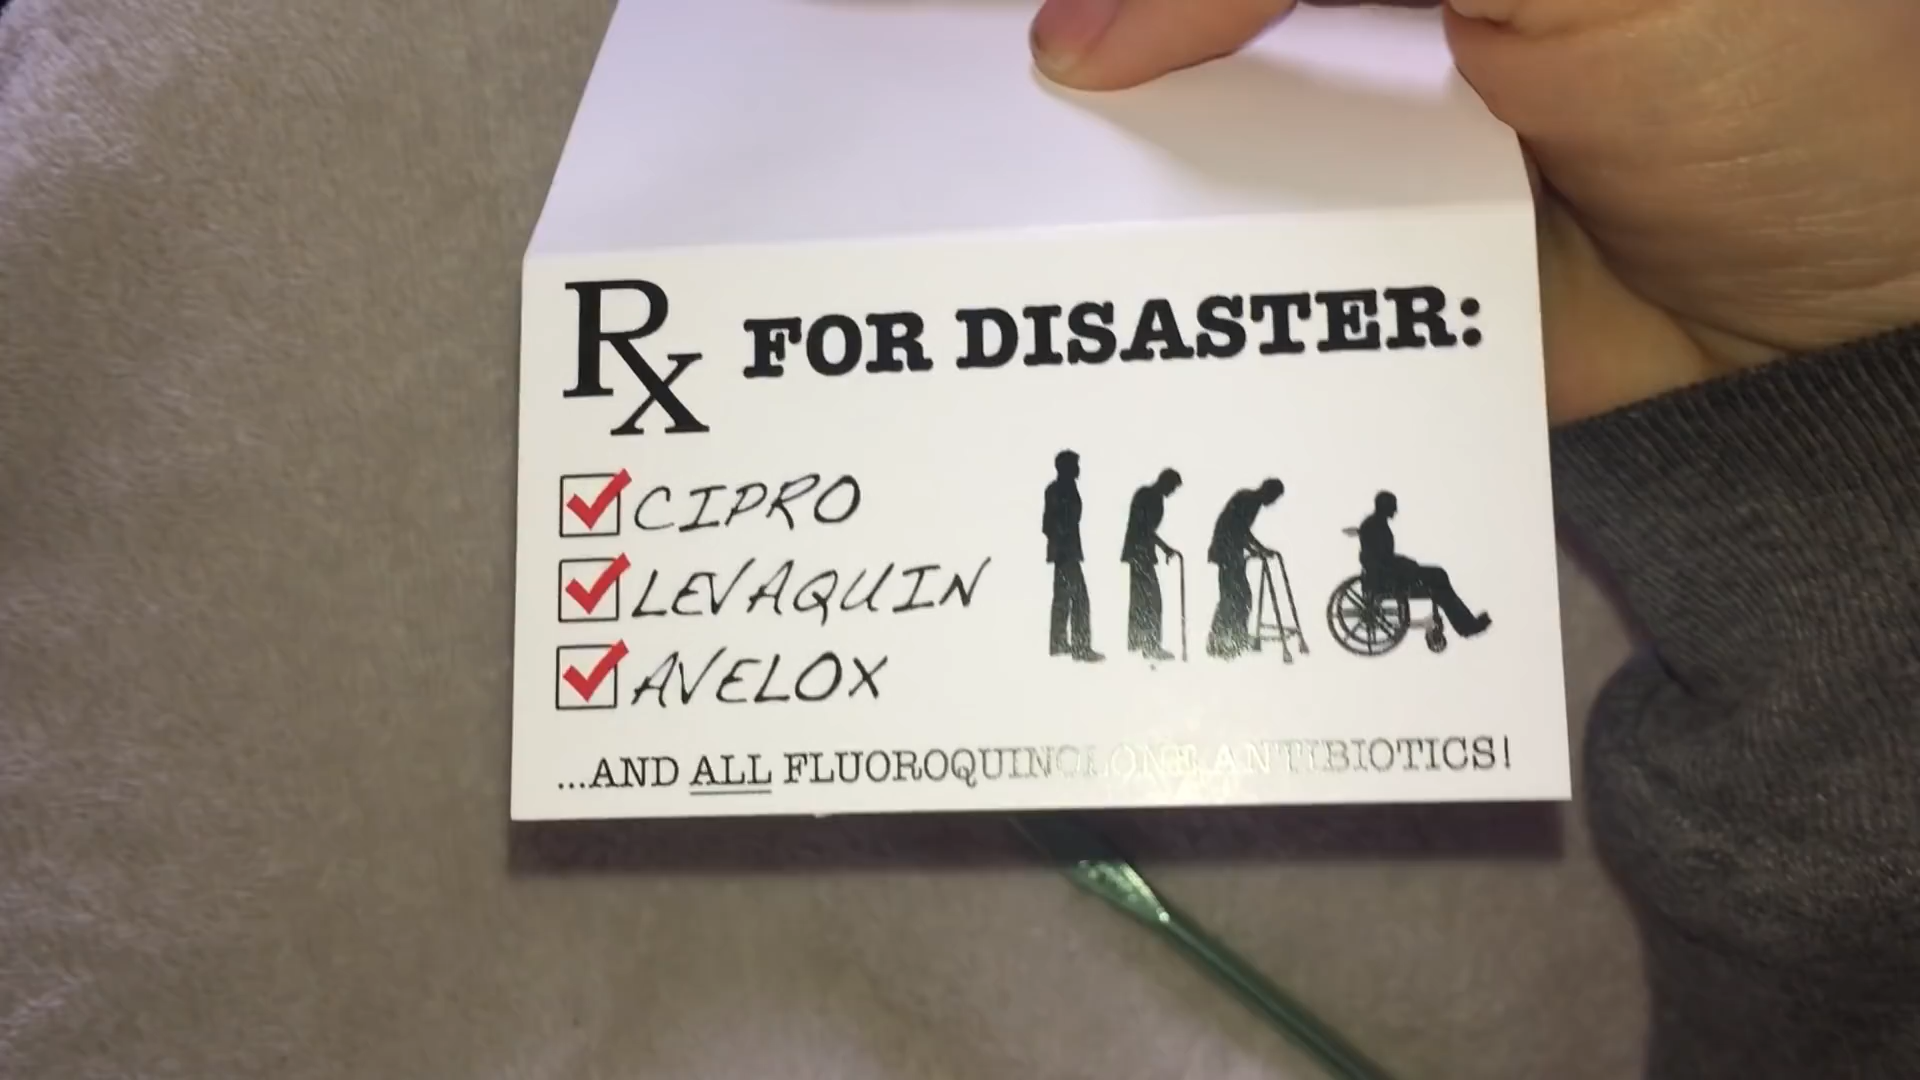 Rx FOR DISASTER:
CIPRO
LEVAQUIN
AVELOX
...AND ALL FLUOROQUINOLONE ANTIBIOTICS!